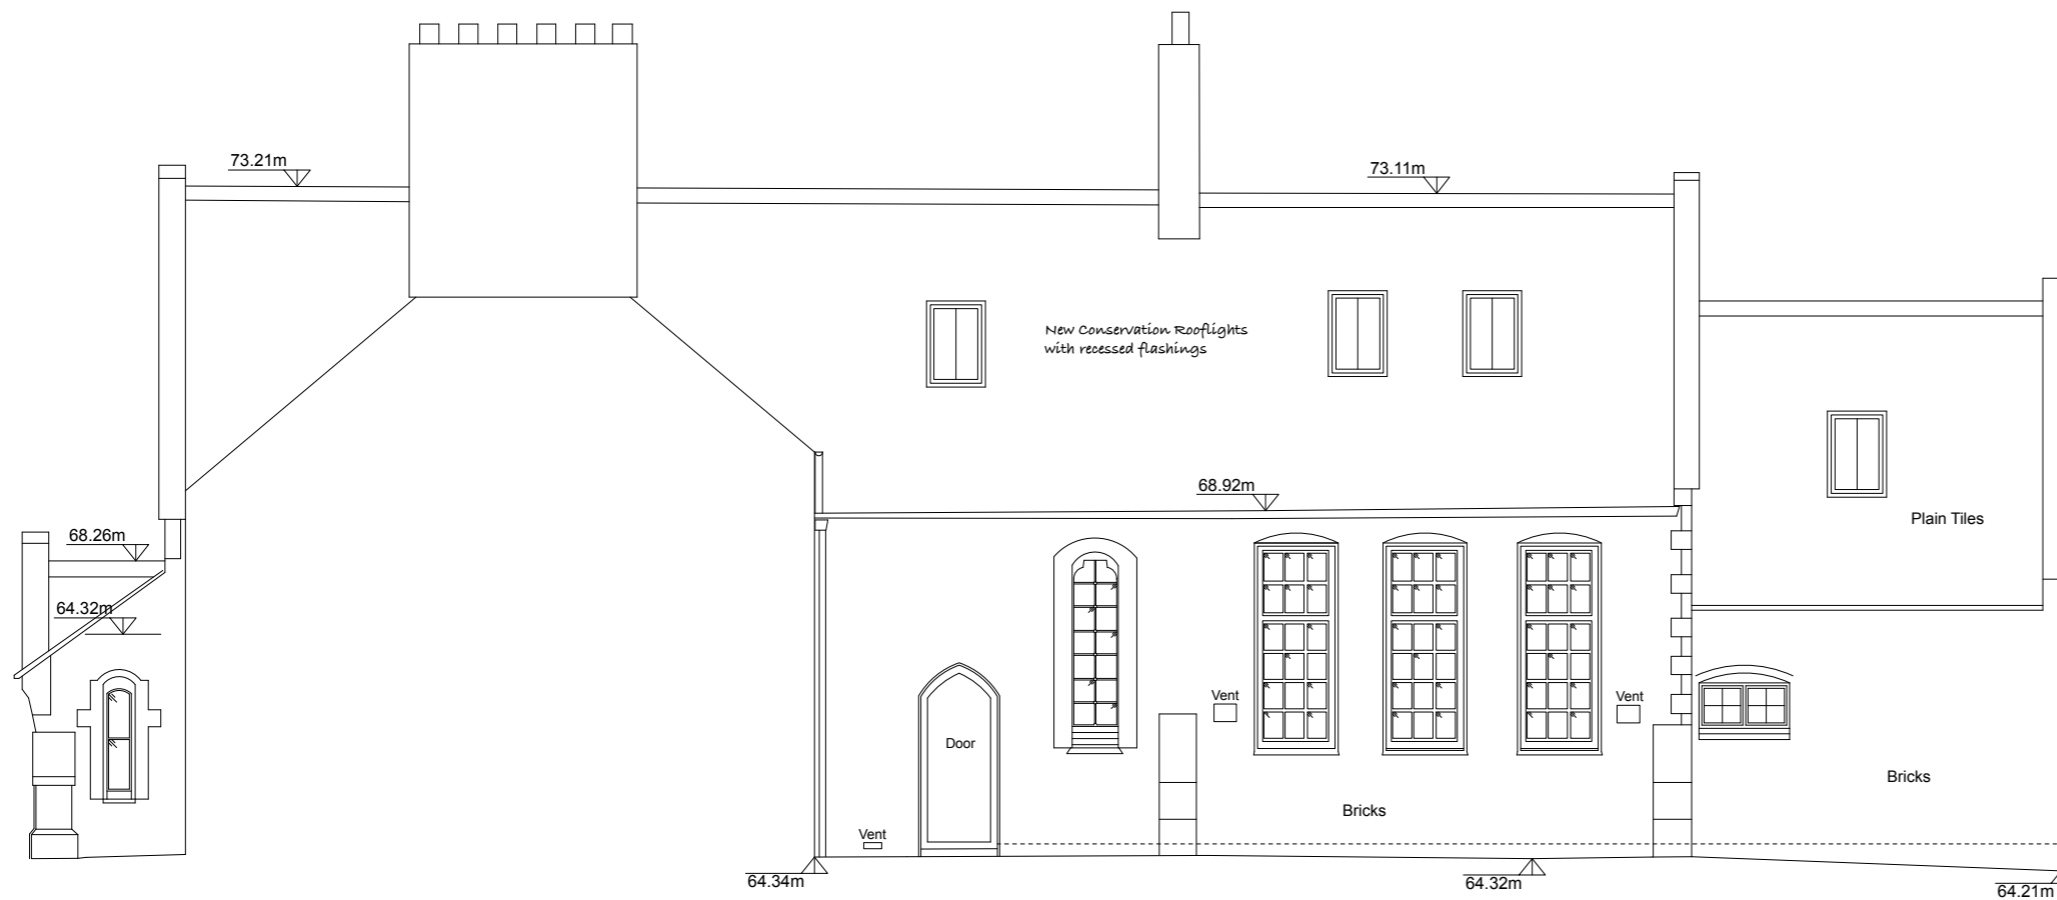 73.21m
73.11m
New Conservation Rooflights
with recessed flashings
68.92m
Plain Tiles
68.26m
64.32m
Vent
Vent
Door
Bricks
Bricks
Vent
64.34m
64.32m
64.21m